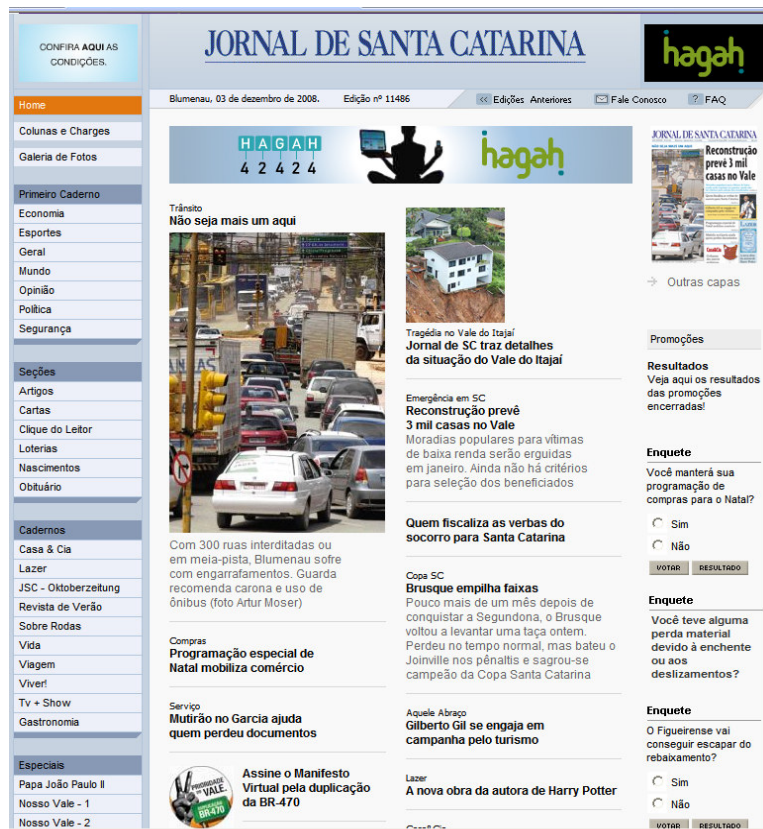 CONFIRA AQUI AS
CONDIÇÕES.
JORNAL DE SANTA CATARINA
hagah
Blumenau, 03 de dezembro de 2008.
Edição nº 11486
<< Edições Anteriores
Fale Conosco
? FAQ
Home
Colunas e Charges
Galeria de Fotos
Primeiro Caderno
Economia
Esportes
Geral
Mundo
Opinião
Política
Segurança
Seções
Artigos
Cartas
Clique do Leitor
Loterias
Nascimentos
Obituário
Cadernos
Casa & Cia
Lazer
JSC - Oktoberzeitung
Revista de Verão
Sobre Rodas
Vida
Viagem
Viver!
Tv + Show
Gastronomia
Especiais
Papa João Paulo II
Nosso Vale - 1
Nosso Vale - 2
HAGAH
42424
hagah
Trânsito
Não seja mais um aqui
Com 300 ruas interditadas ou
em meia-pista, Blumenau sofre
com engarrafamentos. Guarda
recomenda carona e uso de
ônibus (foto Artur Moser)
Compras
Programação especial de
Natal mobiliza comércio
Serviço
Mutirão no Garcia ajuda
quem perdeu documentos
PRIORIDADE
VALE.
DUPLICAÇÃO
BR-470
Assine o Manifesto
Virtual pela duplicação
da BR-470
Tragédia no Vale do Itajaí
Jornal de SC traz detalhes
da situação do Vale do Itajaí
Emergência em SC
Reconstrução prevê
3 mil casas no Vale
Moradias populares para vítimas
de baixa renda serão erguidas
em janeiro. Ainda não há critérios
para seleção dos beneficiados
Quem fiscaliza as verbas do
socorro para Santa Catarina
Copa SC
Brusque empilha faixas
Pouco mais de um mês depois de
conquistar a Segundona, o Brusque
voltou a levantar uma taça ontem.
Perdeu no tempo normal, mas bateu o
Joinville nos pênaltis e sagrou-se
campeão da Copa Santa Catarina
Aquele Abraço
Gilberto Gil se engaja em
campanha pelo turismo
Lazer
A nova obra da autora de Harry Potter
JORNAL DE SANTA CATARINA
Reconstrução
prevê 3 mil
casas no Vale
Outras capas
Promoções
Resultados
Veja aqui os resultados
das promoções
encerradas!
Enquete
Você manterá sua
programação de
compras para o Natal?
Sim
Não
VOTAR
RESULTADO
Enquete
Você teve alguma
perda material
devido à enchente
ou aos
deslizamentos?
Enquete
O Figueirense vai
conseguir escapar do
rebaixamento?
Sim
Não
VOTAR
RESULTADO